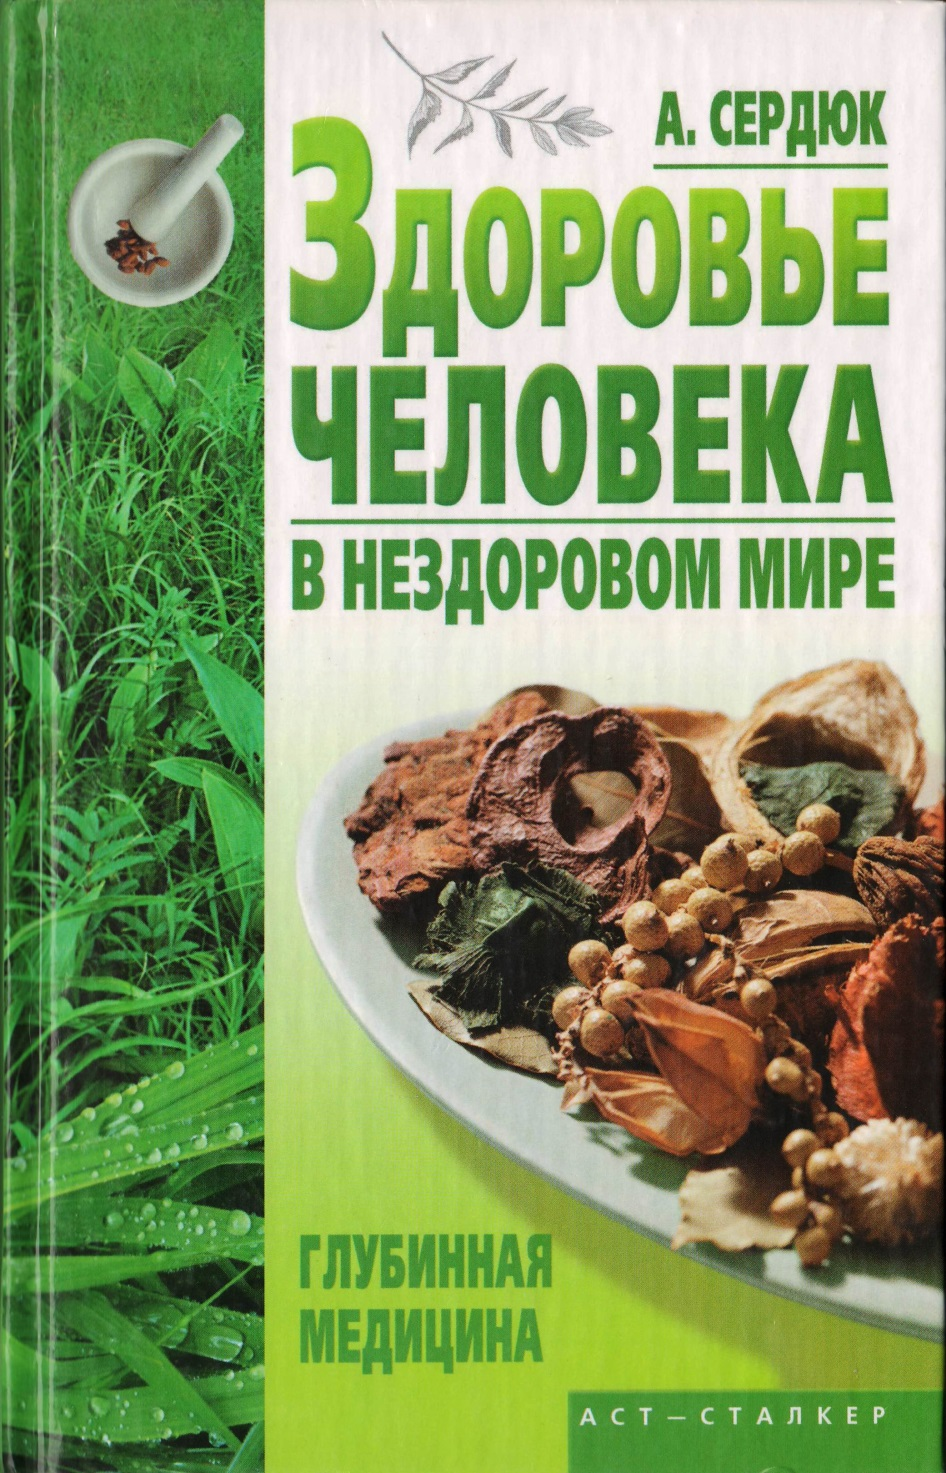 А. СЕРДЮК
ЗДОРОВЬЕ
ЧЕЛОВЕКА
В НЕЗДОРОВОМ МИРЕ
ГЛУБИННАЯ
МЕДИЦИНА
АСТ–СТАЛКЕР